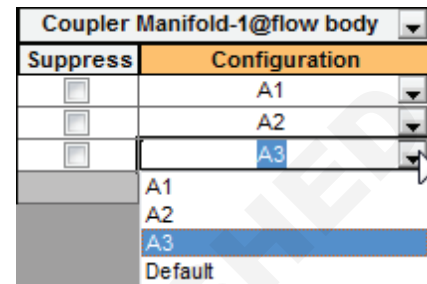 Coupler Manifold-1@flow body
Suppress Configuration
A1
A2
A3
A1
A2
A3
Default